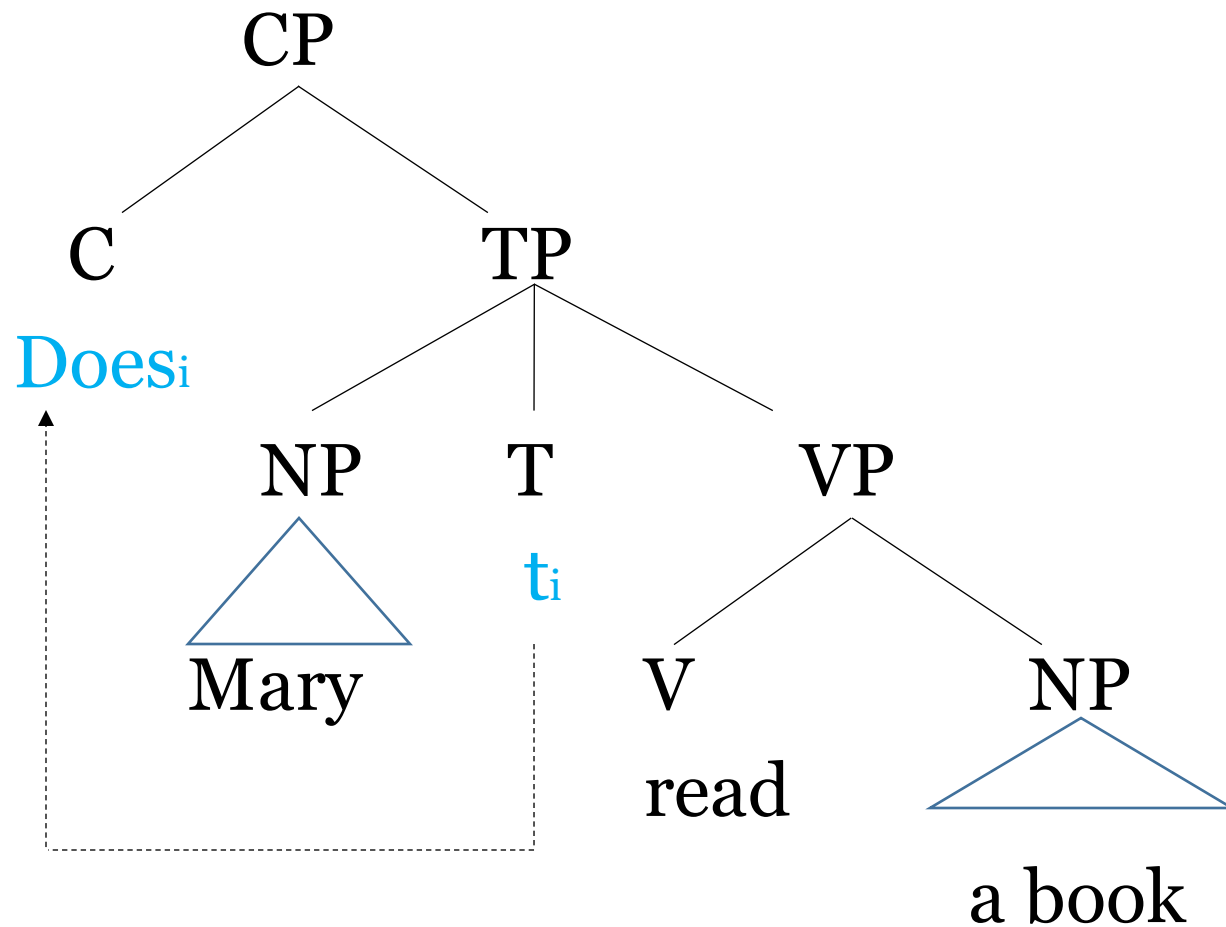 CP
C TP
Doesi
NP T VP
ti
Mary V NP
read
a book